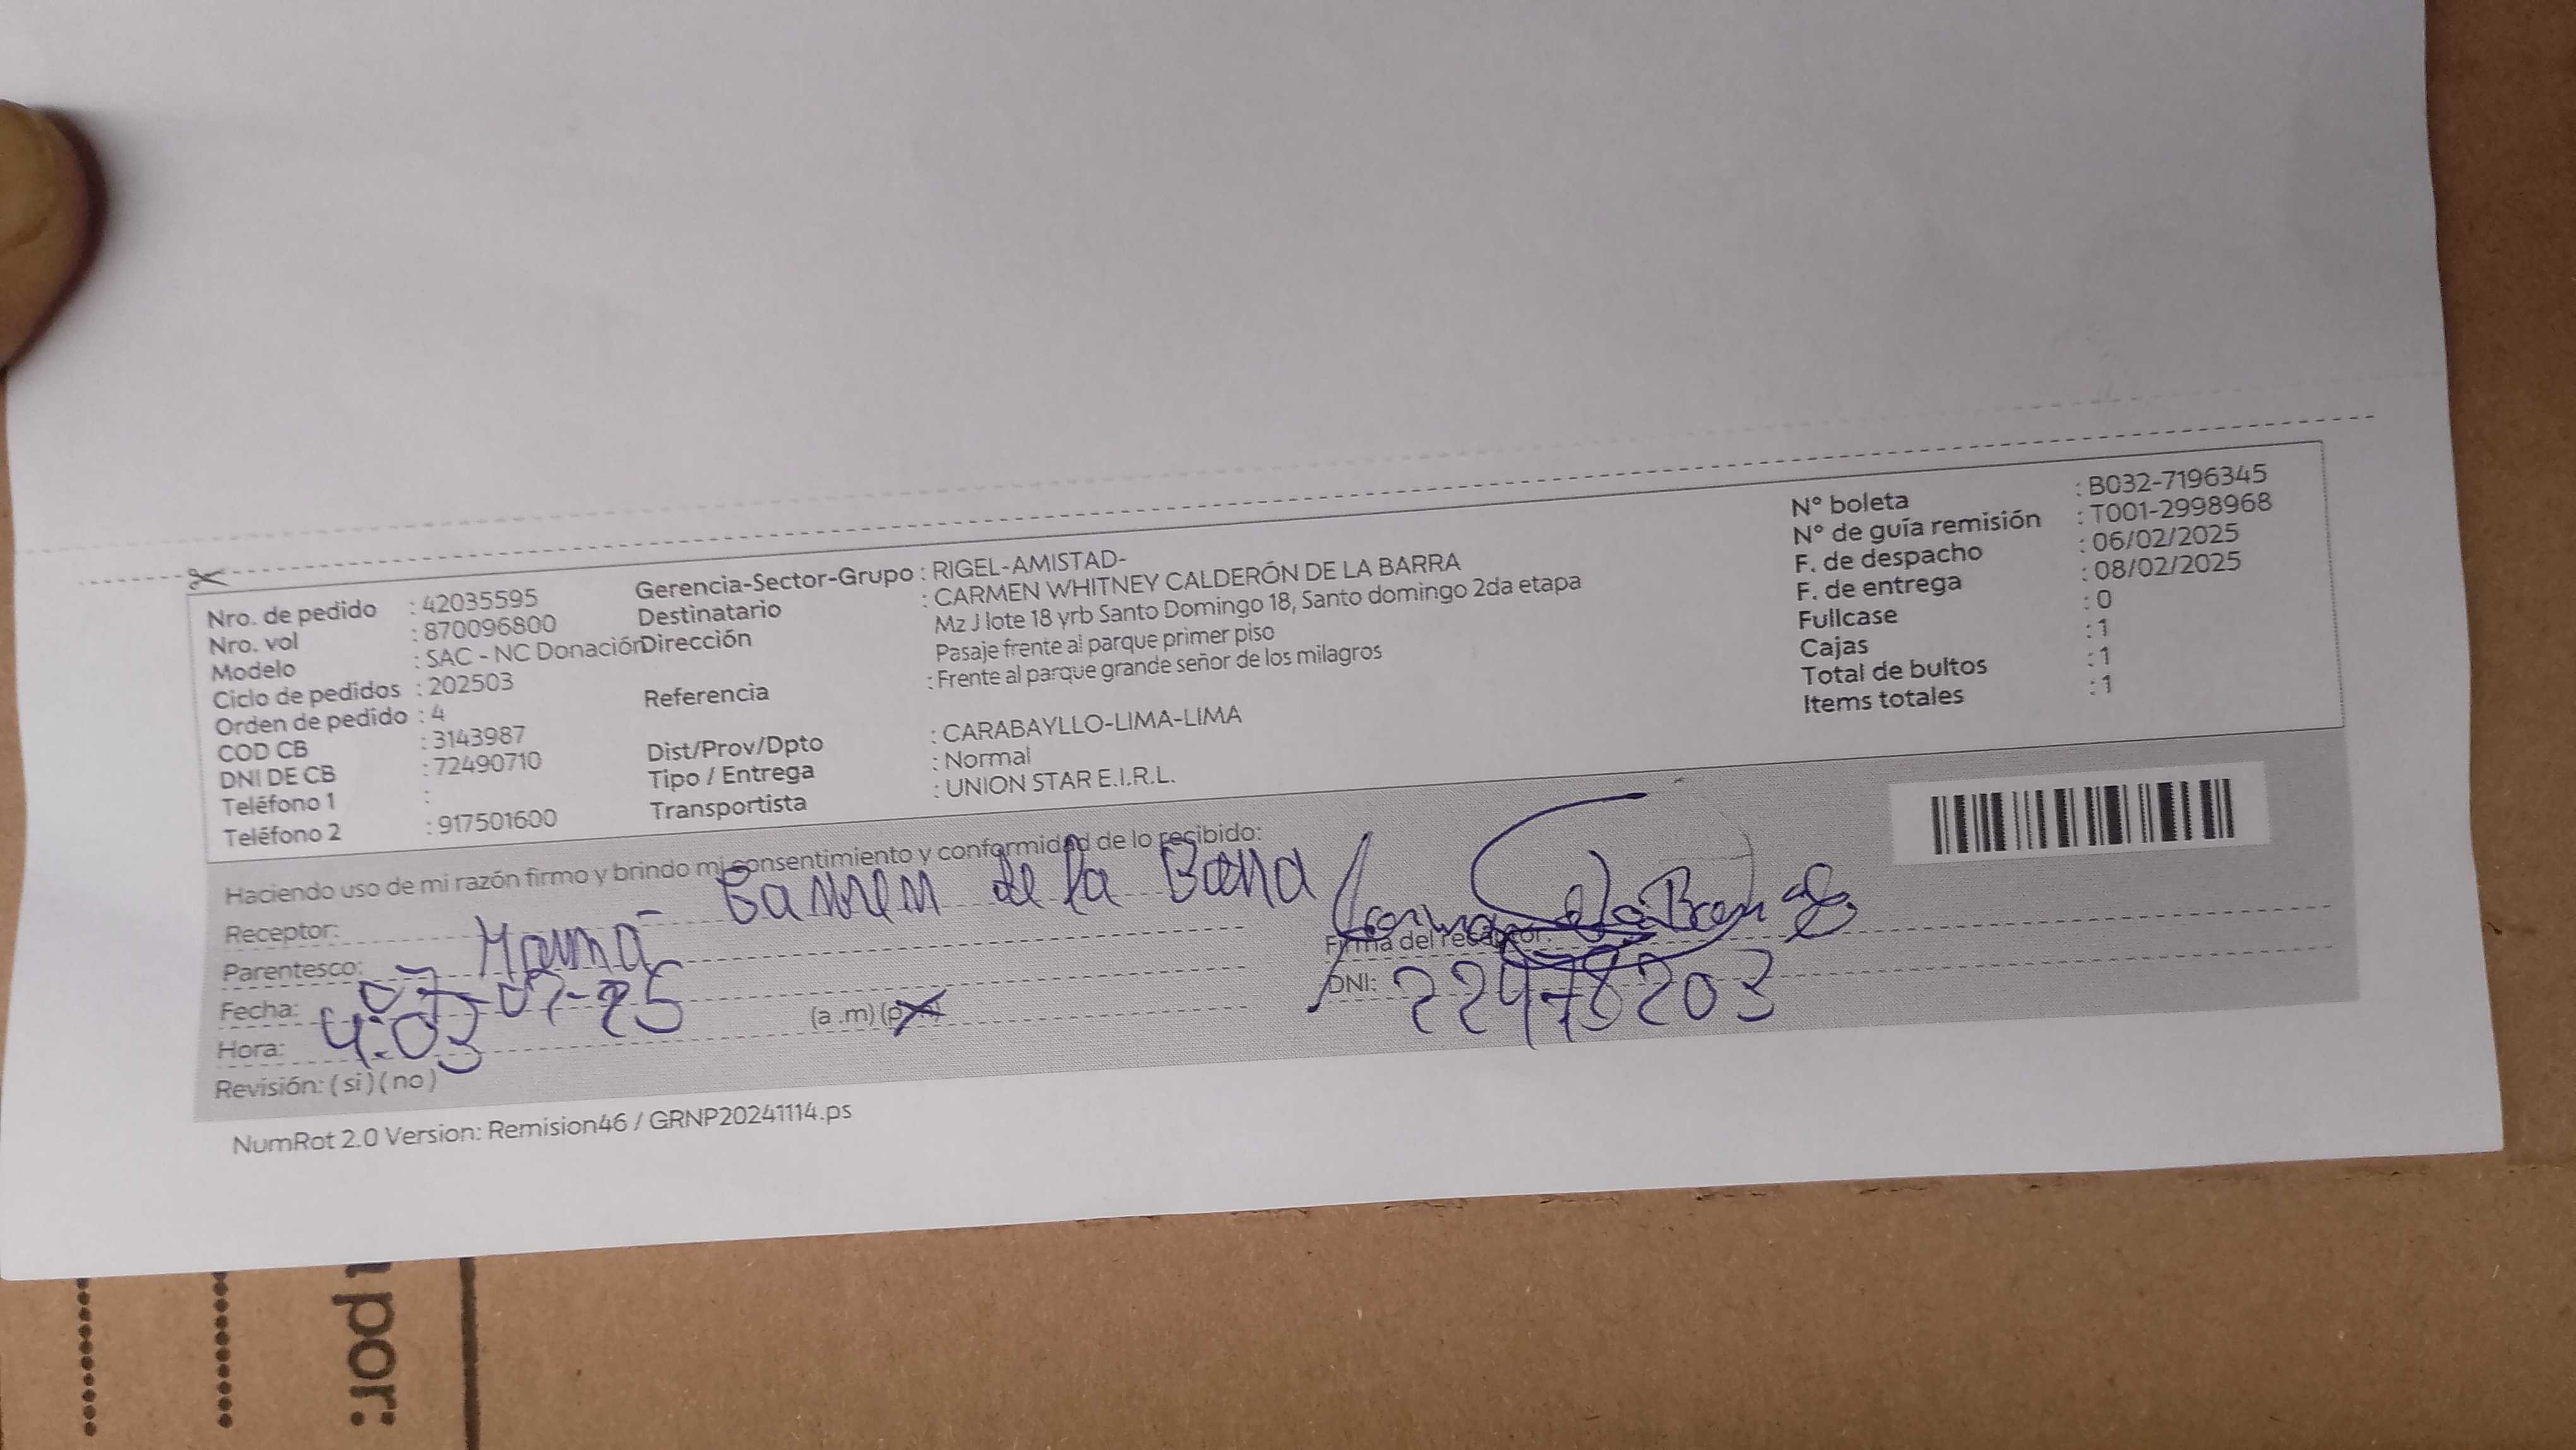 Nro. de pedido : 42035595
Nro. vol : 870096800
Modelo : SAC - NC Donación
Ciclo de pedidos : 202503
Orden de pedido : 4
COD CB : 3143987
DNI DE CB : 72490710
Teléfono 1 :
Teléfono 2 : 917501600
Gerencia-Sector-Grupo : RIGEL-AMISTAD-
Destinatario : CARMEN WHITNEY CALDERÓN DE LA BARRA
Dirección Mz J lote 18 yrb Santo Domingo 18, Santo domingo 2da etapa
Pasaje frente al parque primer piso
Referencia : Frente al parque grande señor de los milagros
Dist/Prov/Dpto : CARABAYLLO-LIMA-LIMA
Tipo / Entrega : Normal
Transportista : UNION STAR E.I.R.L.
N° boleta : B032-7196345
N° de guía remisión : T001-2998968
F. de despacho : 06/02/2025
F. de entrega : 08/02/2025
Fullcase : 0
Cajas : 1
Total de bultos : 1
Items totales : 1
Haciendo uso de mi razón firmo y brindo mi consentimiento y conformidad de lo recibido:
Receptor: Carmen de la Barra
Parentesco: Mamá
Fecha: 07-02-25
Hora: 4:03 (a .m) (p
Revisión: ( si ) ( no )
Firma del receptor:
DNI: 22978203
NumRot 2.0 Version: Remision46 / GRNP20241114.ps
por: